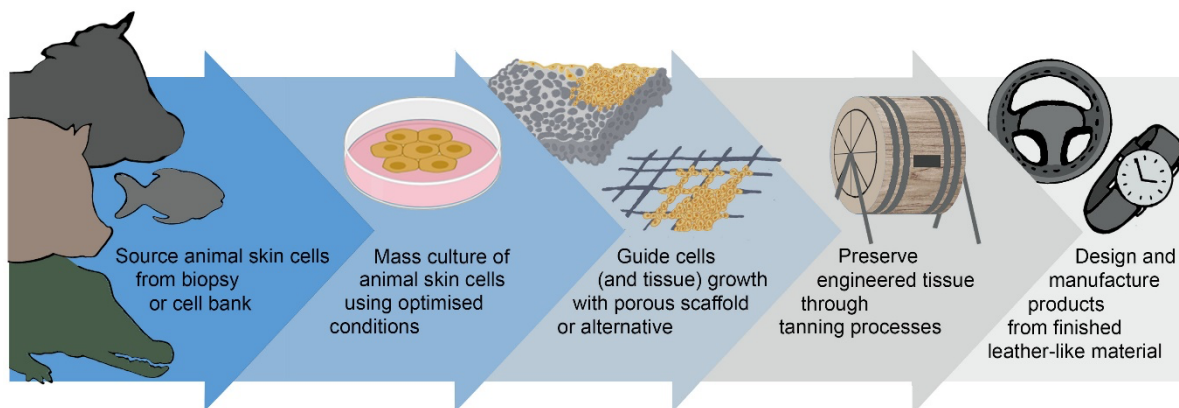 Source animal skin cells
from biopsy
or cell bank
Mass culture of
animal skin cells
using optimised
conditions
Guide cells
(and tissue) growth
with porous scaffold
or alternative
Preserve
engineered tissue
through
tanning processes
Design and
manufacture
products
from finished
leather-like material